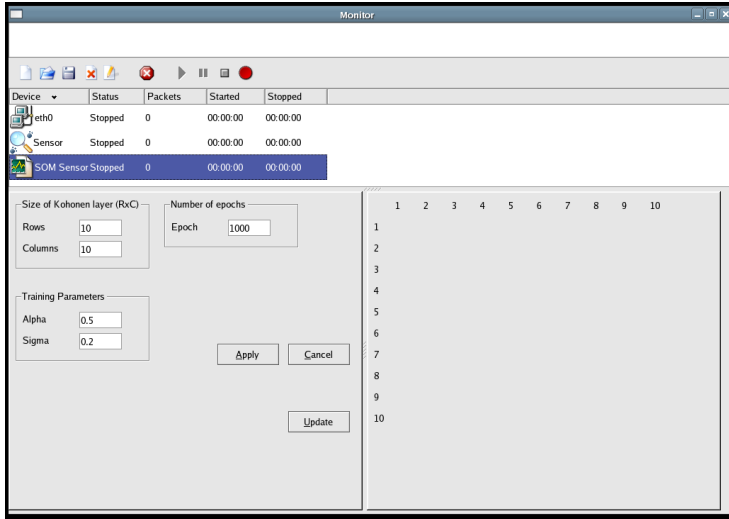 Monitor
Device Status Packets Started Stopped
eth0 Stopped 0 00:00:00 00:00:00
Sensor Stopped 0 00:00:00 00:00:00
SOM Sensor Stopped 0 00:00:00 00:00:00
Size of Kohonen layer (RxC)
Rows 10
Columns 10
Number of epochs
Epoch 1000
Training Parameters
Alpha 0.5
Sigma 0.2
Apply Cancel
Update
1 2 3 4 5 6 7 8 9 10
1
2
3
4
5
6
7
8
9
10